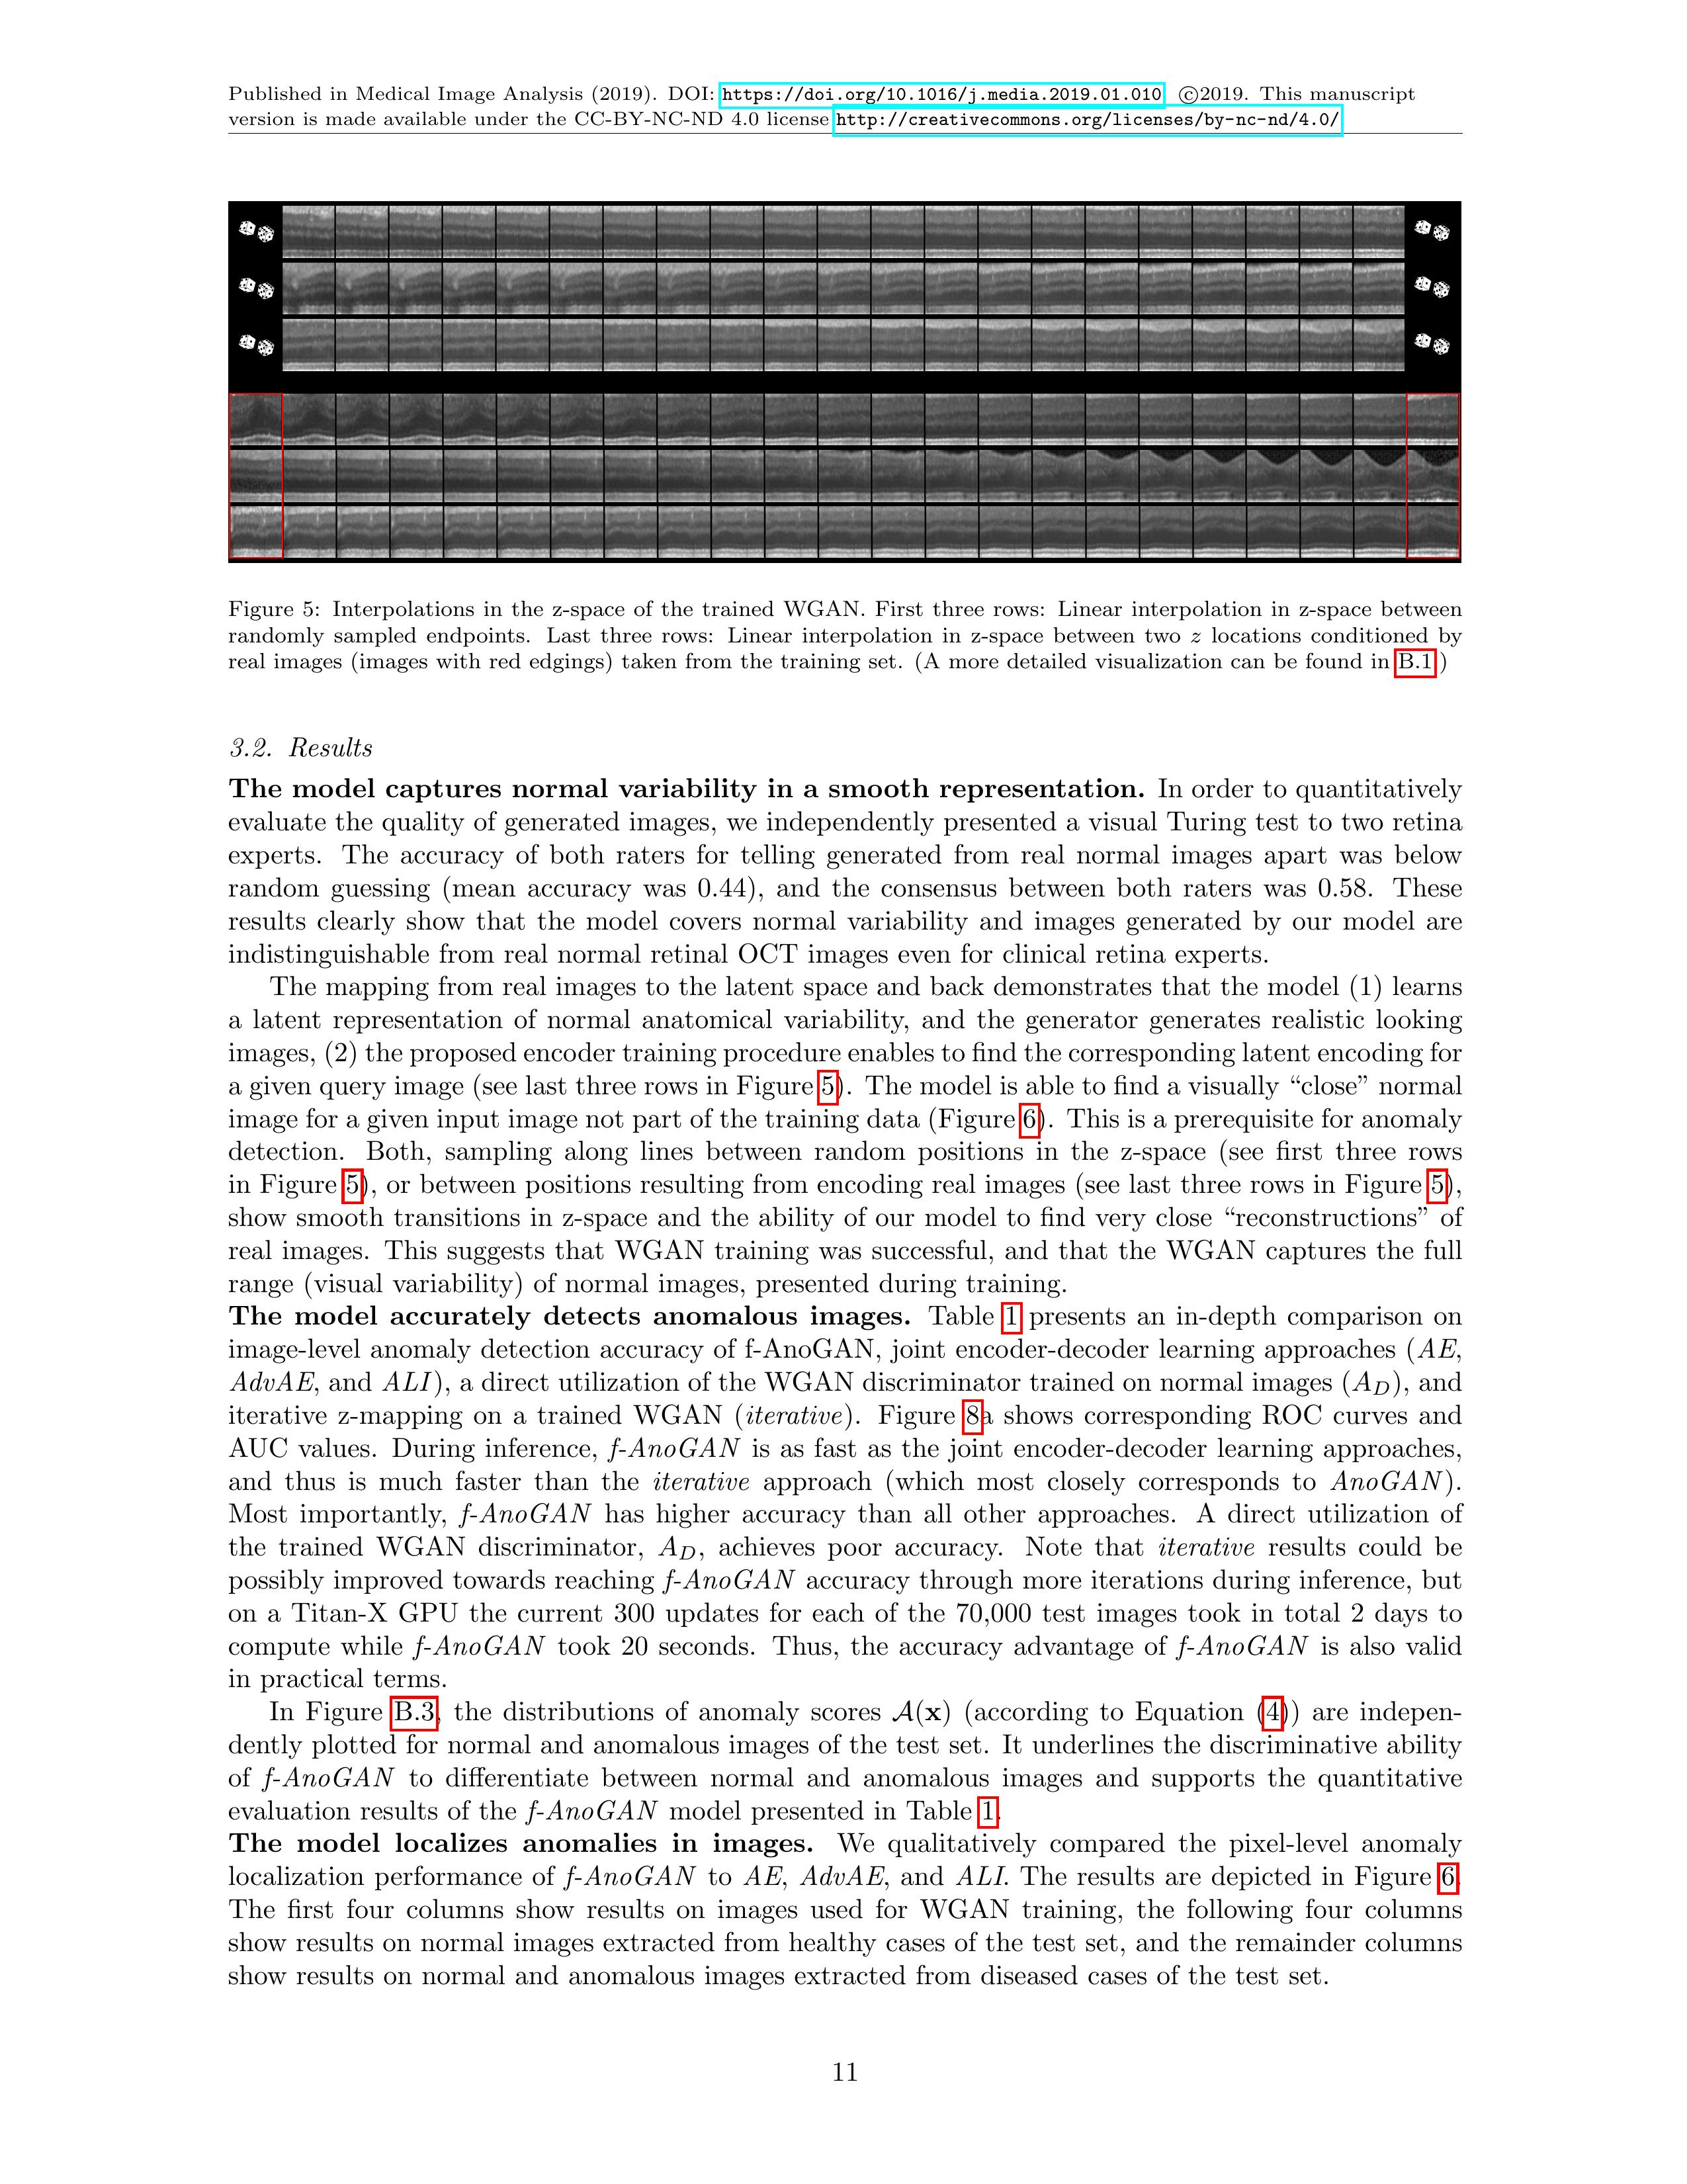 Published in Medical Image Analysis (2019). DOI: https://doi.org/10.1016/j.media.2019.01.010 ©2019. This manuscript
version is made available under the CC-BY-NC-ND 4.0 license http://creativecommons.org/licenses/by-nc-nd/4.0/
Figure 5: Interpolations in the z-space of the trained WGAN. First three rows: Linear interpolation in z-space between
randomly sampled endpoints. Last three rows: Linear interpolation in z-space between two z locations conditioned by
real images (images with red edgings) taken from the training set. (A more detailed visualization can be found in B.1.)
3.2. Results
The model captures normal variability in a smooth representation. In order to quantitatively
evaluate the quality of generated images, we independently presented a visual Turing test to two retina
experts. The accuracy of both raters for telling generated from real normal images apart was below
random guessing (mean accuracy was 0.44), and the consensus between both raters was 0.58. These
results clearly show that the model covers normal variability and images generated by our model are
indistinguishable from real normal retinal OCT images even for clinical retina experts.
The mapping from real images to the latent space and back demonstrates that the model (1) learns
a latent representation of normal anatomical variability, and the generator generates realistic looking
images, (2) the proposed encoder training procedure enables to find the corresponding latent encoding for
a given query image (see last three rows in Figure 5). The model is able to find a visually “close” normal
image for a given input image not part of the training data (Figure 6). This is a prerequisite for anomaly
detection. Both, sampling along lines between random positions in the z-space (see first three rows
in Figure 5), or between positions resulting from encoding real images (see last three rows in Figure 5),
show smooth transitions in z-space and the ability of our model to find very close “reconstructions” of
real images. This suggests that WGAN training was successful, and that the WGAN captures the full
range (visual variability) of normal images, presented during training.
The model accurately detects anomalous images. Table 1 presents an in-depth comparison on
image-level anomaly detection accuracy of f-AnoGAN, joint encoder-decoder learning approaches (AE,
AdvAE, and ALI), a direct utilization of the WGAN discriminator trained on normal images (A_D), and
iterative z-mapping on a trained WGAN (iterative). Figure 8a shows corresponding ROC curves and
AUC values. During inference, f-AnoGAN is as fast as the joint encoder-decoder learning approaches,
and thus is much faster than the iterative approach (which most closely corresponds to AnoGAN).
Most importantly, f-AnoGAN has higher accuracy than all other approaches. A direct utilization of
the trained WGAN discriminator, A_D, achieves poor accuracy. Note that iterative results could be
possibly improved towards reaching f-AnoGAN accuracy through more iterations during inference, but
on a Titan-X GPU the current 300 updates for each of the 70,000 test images took in total 2 days to
compute while f-AnoGAN took 20 seconds. Thus, the accuracy advantage of f-AnoGAN is also valid
in practical terms.
In Figure B.3, the distributions of anomaly scores A(x) (according to Equation (4)) are indepen-
dently plotted for normal and anomalous images of the test set. It underlines the discriminative ability
of f-AnoGAN to differentiate between normal and anomalous images and supports the quantitative
evaluation results of the f-AnoGAN model presented in Table 1.
The model localizes anomalies in images. We qualitatively compared the pixel-level anomaly
localization performance of f-AnoGAN to AE, AdvAE, and ALI. The results are depicted in Figure 6.
The first four columns show results on images used for WGAN training, the following four columns
show results on normal images extracted from healthy cases of the test set, and the remainder columns
show results on normal and anomalous images extracted from diseased cases of the test set.
11